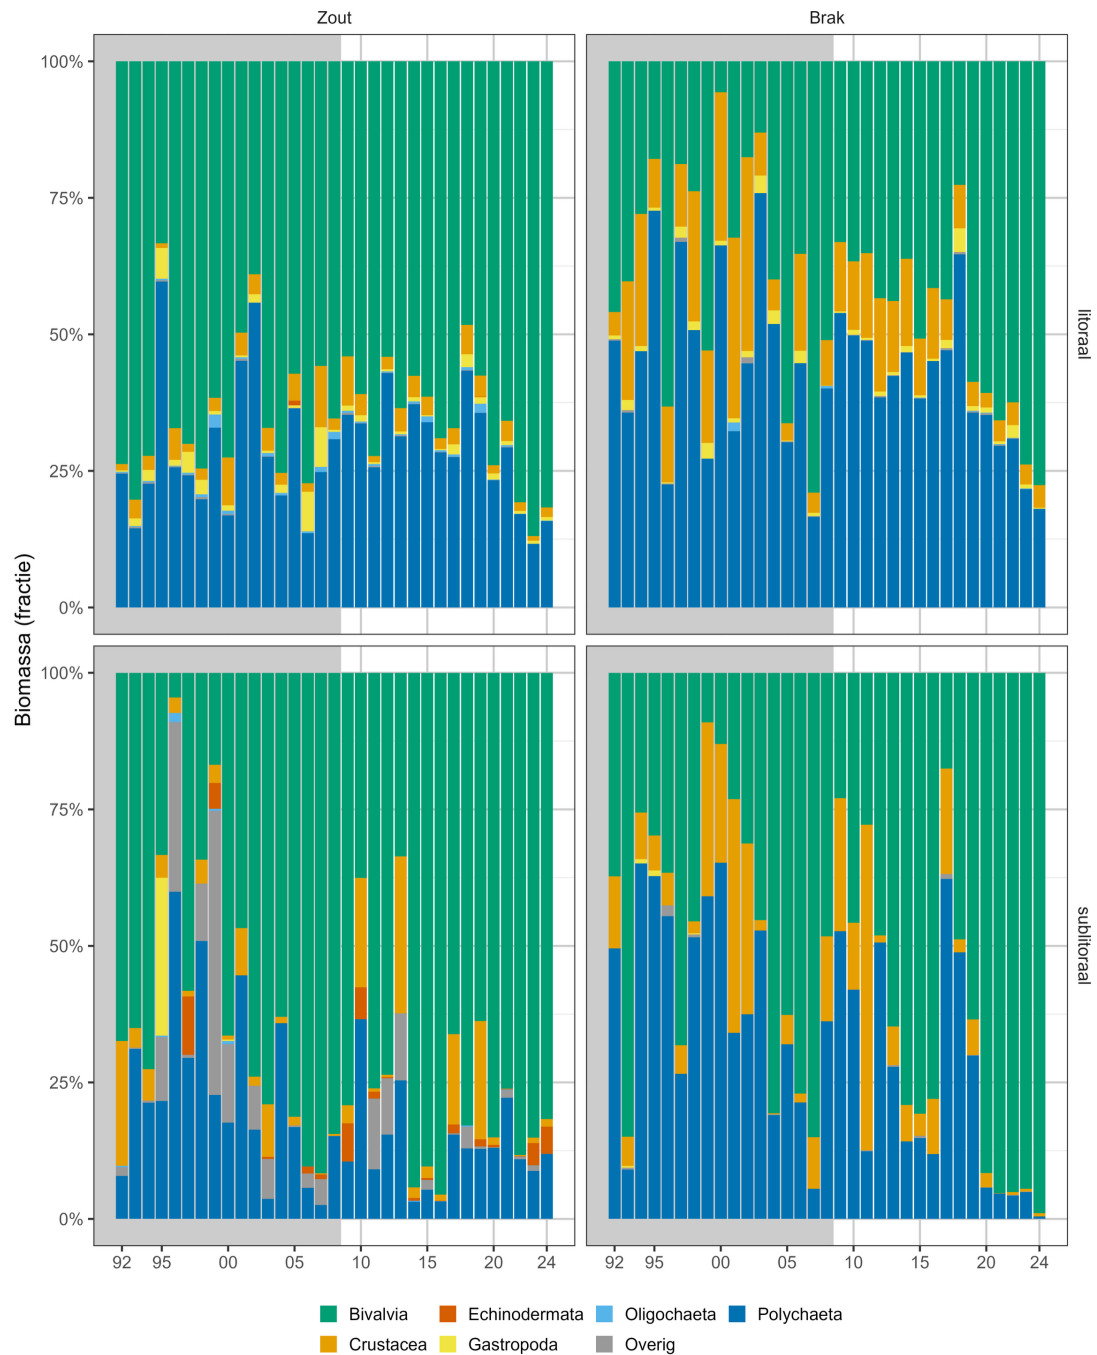 Zout
Brak
100%
75%
50%
25%
0%
litoraal
Biomassa (fractie)
100%
75%
50%
25%
0%
sublitoraal
92 95 00 05 10 15 20 24
92 95 00 05 10 15 20 24
Bivalvia Echinodermata Oligochaeta Polychaeta
Crustacea Gastropoda Overig